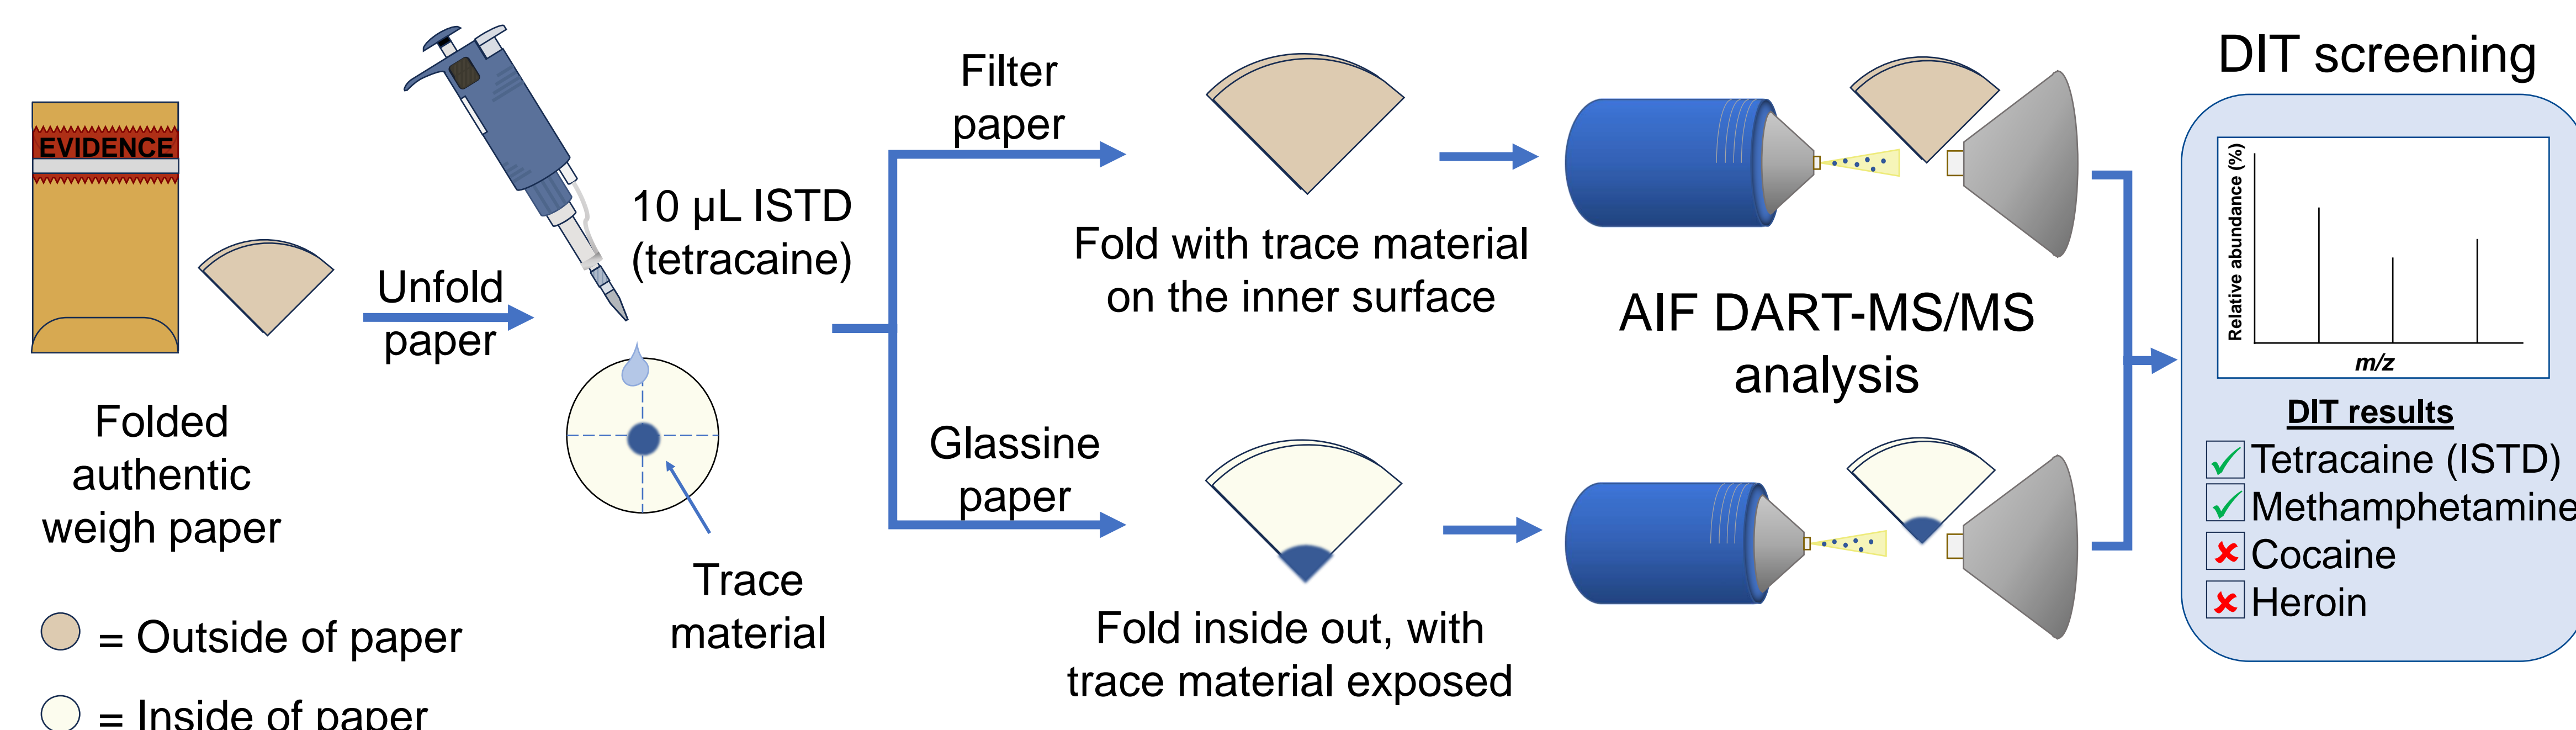 EVIDENCE
Folded
authentic
weigh paper
= Outside of paper
= Inside of paper
Unfold
paper
10 µL ISTD
(tetracaine)
Trace
material
Filter
paper
Fold with trace material
on the inner surface
Glassine
paper
Fold inside out, with
trace material exposed
AIF DART-MS/MS
analysis
DIT screening
Relative abundance (%)
m/z
DIT results
Tetracaine (ISTD)
Methamphetamine
Cocaine
Heroin